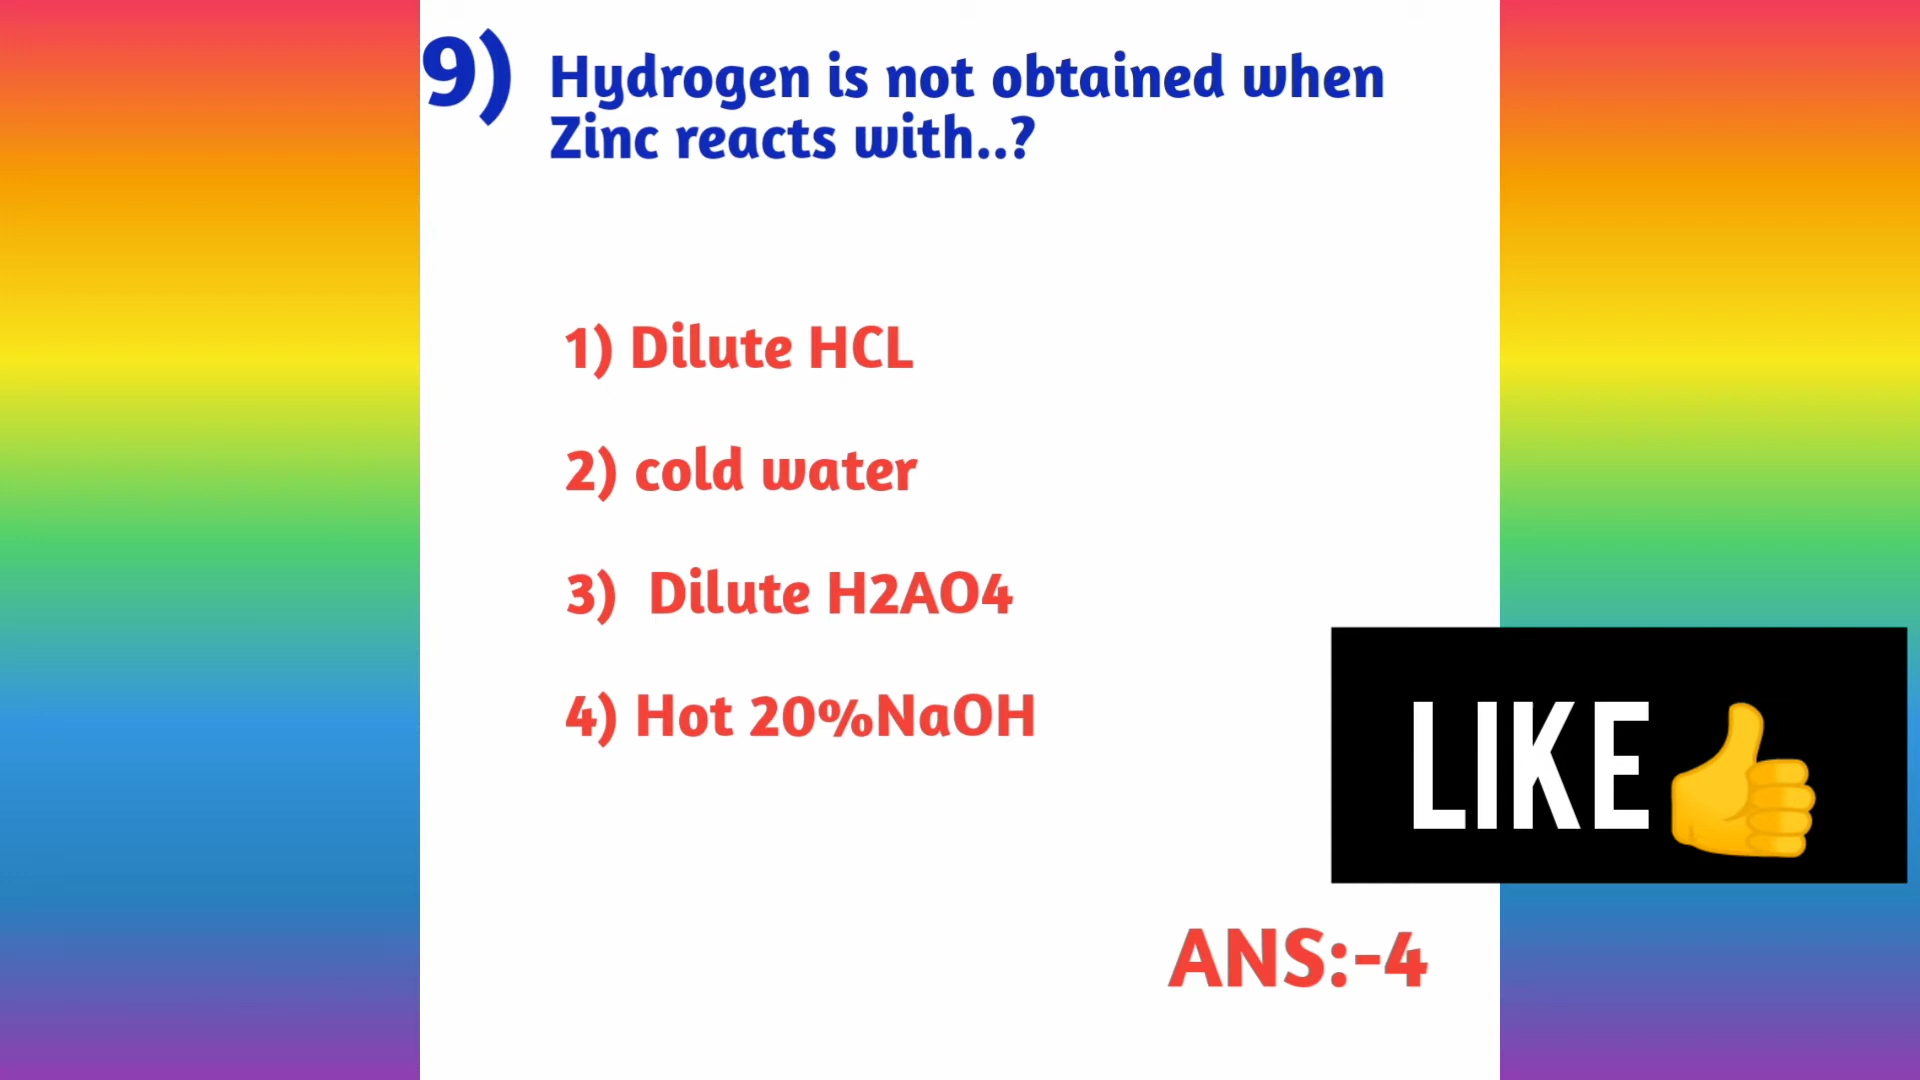 9) Hydrogen is not obtained when
Zinc reacts with..?
1) Dilute HCL
2) cold water
3) Dilute H2AO4
4) Hot 20%NaOH
LIKE👍
ANS:-4